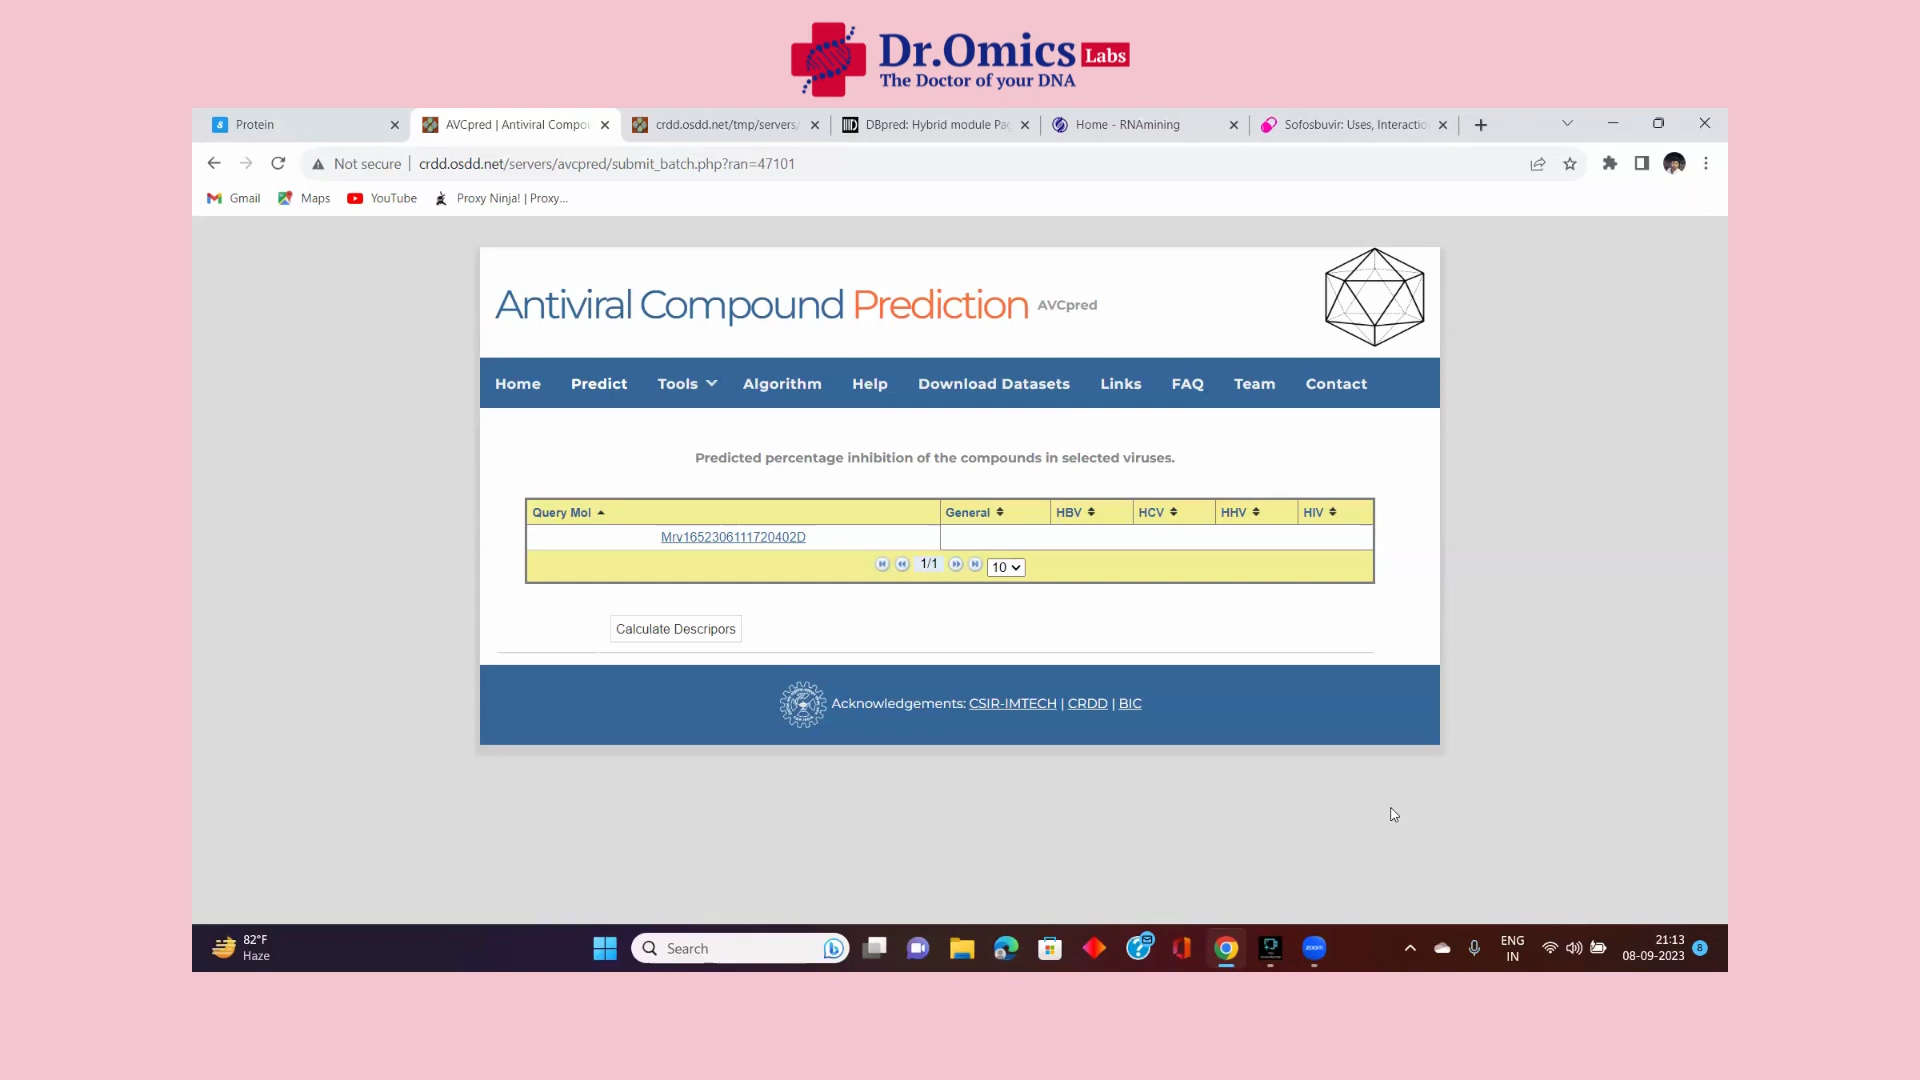 Dr.Omics Labs
The Doctor of your DNA
Protein
AVCpred | Antiviral Compou
crdd.osdd.net/tmp/servers/
DBpred: Hybrid module Pag
Home - RNAmining
Sofosbuvir: Uses, Interactio
Not secure | crdd.osdd.net/servers/avcpred/submit_batch.php?ran=47101
Gmail
Maps
YouTube
Proxy Ninja! | Proxy...
Antiviral Compound Prediction AVCpred
Home Predict Tools Algorithm Help Download Datasets Links FAQ Team Contact
Predicted percentage inhibition of the compounds in selected viruses.
Query Mol General HBV HCV HHV HIV
Mrv1652306111720402D
1/1 10
Calculate Descripors
Acknowledgements: CSIR-IMTECH | CRDD | BIC
82°F
Haze
Search
zoom
ENG
IN
21:13
08-09-2023
8